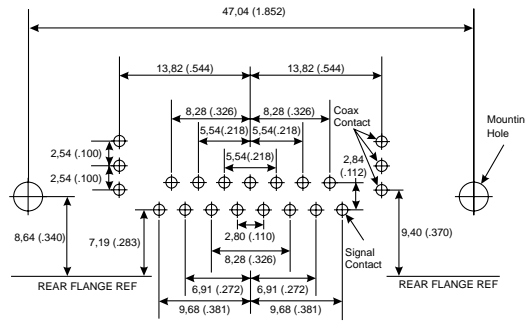 47,04 (1.852)
13,82 (.544)
13,82 (.544)
8,28 (.326)
8,28 (.326)
Coax
Contact
5,54(.218)
5,54(.218)
Mountin
Hole
2,54 (.100)
5,54(.218)
2,84
(.112)
2,54 (.100)
8,64 (.340)
7,19 (.283)
2,80 (.110)
9,40 (.370)
Signal
Contact
8,28 (.326)
REAR FLANGE REF
REAR FLANGE REF
6,91 (.272)
6,91 (.272)
9,68 (.381)
9,68 (.381)